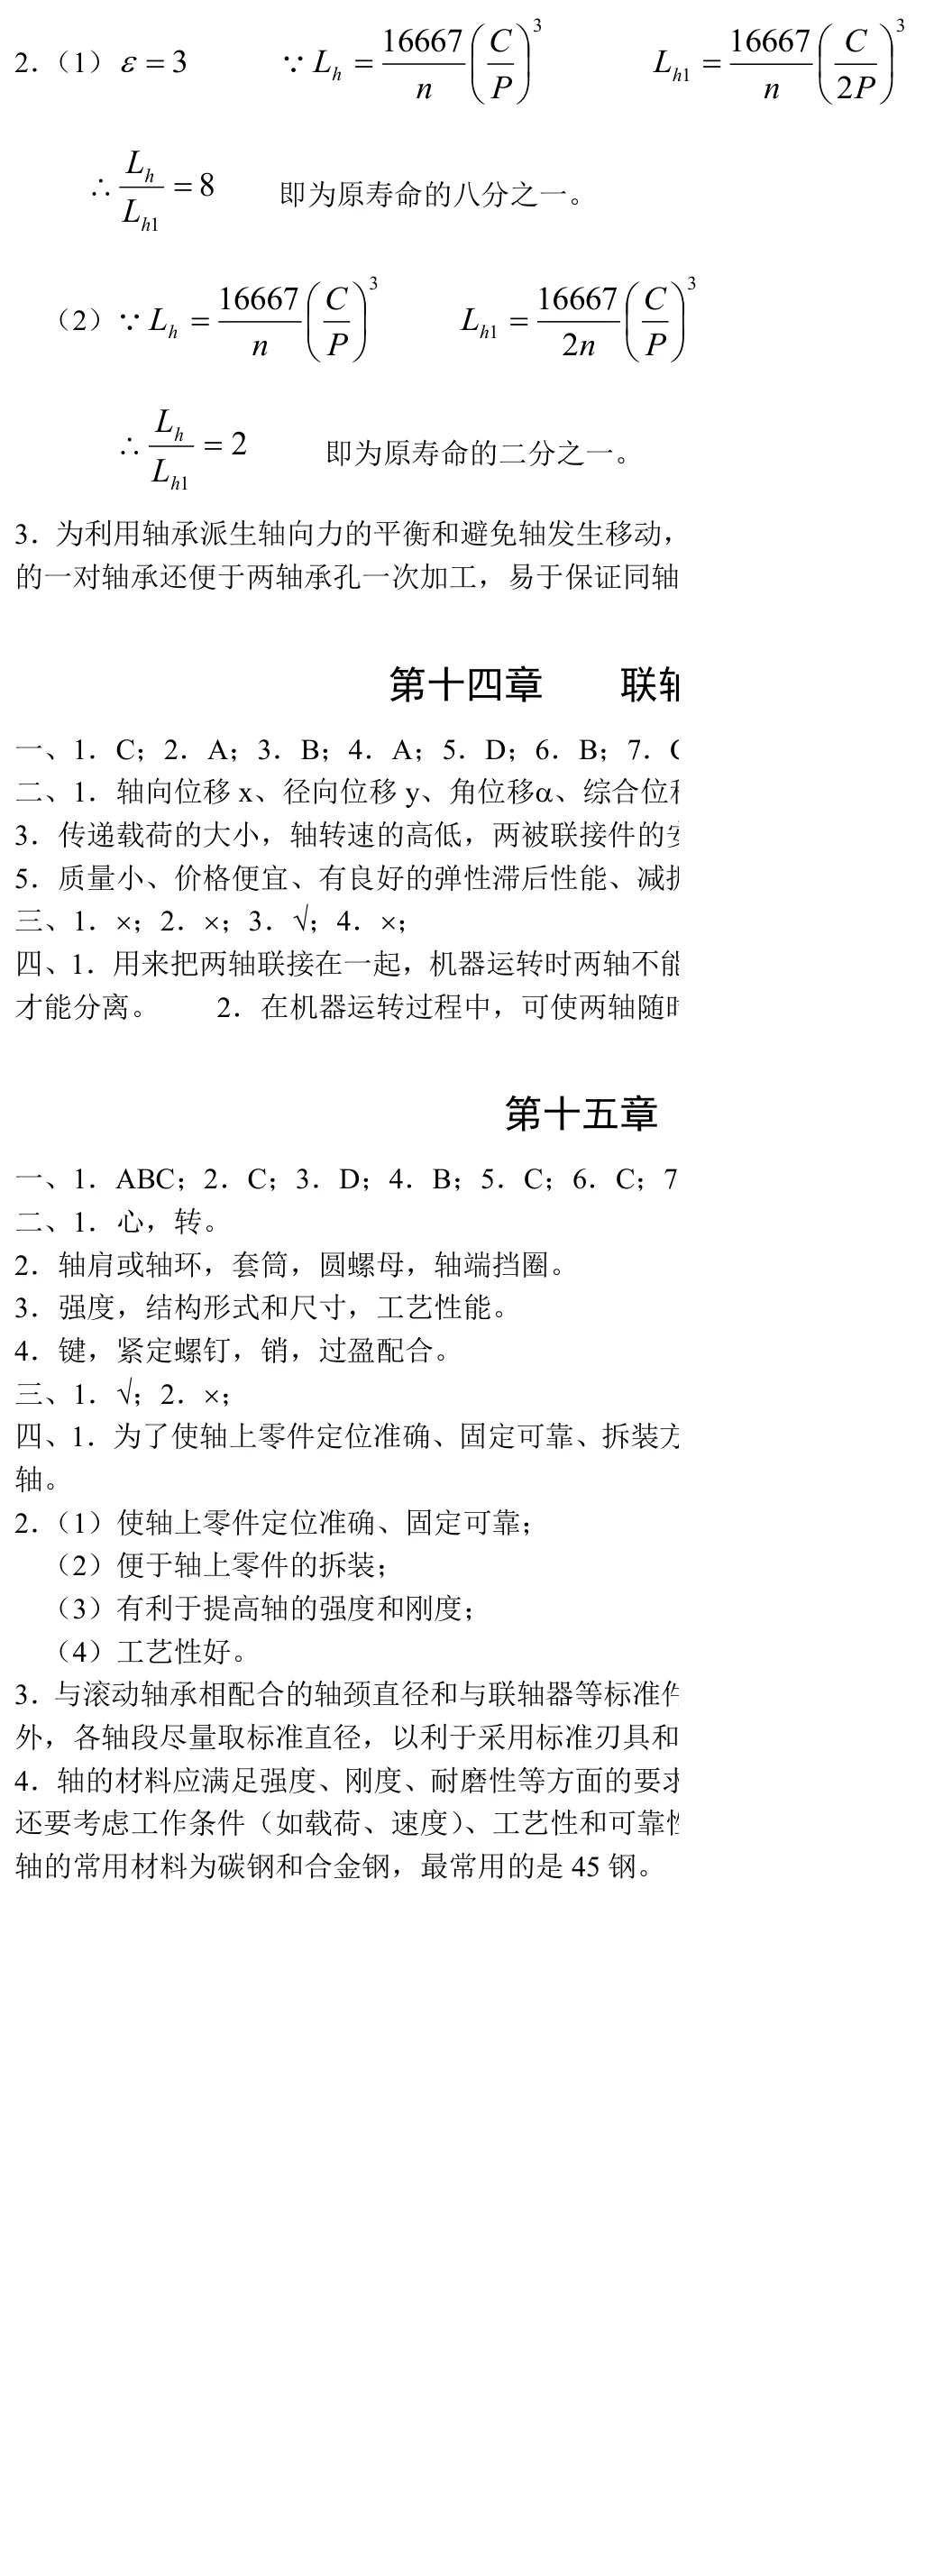 2．（1）ε = 3 ∵ L_h = 16667/n (C/P)^3 L_h1 = 16667/n (C/2P)^3
∴ L_h/L_h1 = 8 即为原寿命的八分之一。
（2）∵ L_h = 16667/n (C/P)^3 L_h1 = 16667/2n (C/P)^3
∴ L_h/L_h1 = 2 即为原寿命的二分之一。
3．为利用轴承派生轴向力的平衡和避免轴发生移动，
的一对轴承还便于两轴承孔一次加工，易于保证同轴
第十四章 联
一、1．C；2．A；3．B；4．A；5．D；6．B；7．
二、1．轴向位移 x、径向位移 y、角位移α、综合位
3．传递载荷的大小，轴转速的高低，两被联接件的
5．质量小、价格便宜、有良好的弹性滞后性能、减
三、1．×；2．×；3．√；4．×；
四、1．用来把两轴联接在一起，机器运转时两轴不能
才能分离。 2．在机器运转过程中，可使两轴随
第十五章
一、1．ABC；2．C；3．D；4．B；5．C；6．C；7
二、1．心，转。
2．轴肩或轴环，套筒，圆螺母，轴端挡圈。
3．强度，结构形式和尺寸，工艺性能。
4．键，紧定螺钉，销，过盈配合。
三、1．√；2．×；
四、1．为了使轴上零件定位准确、固定可靠、拆装方
轴。
2．（1）使轴上零件定位准确、固定可靠；
（2）便于轴上零件的拆装；
（3）有利于提高轴的强度和刚度；
（4）工艺性好。
3．与滚动轴承相配合的轴颈直径和与联轴器等标准件
外，各轴段尽量取标准直径，以利于采用标准刃具和
4．轴的材料应满足强度、刚度、耐磨性等方面的要求
还要考虑工作条件（如载荷、速度）、工艺性和可靠性
轴的常用材料为碳钢和合金钢，最常用的是 45 钢。